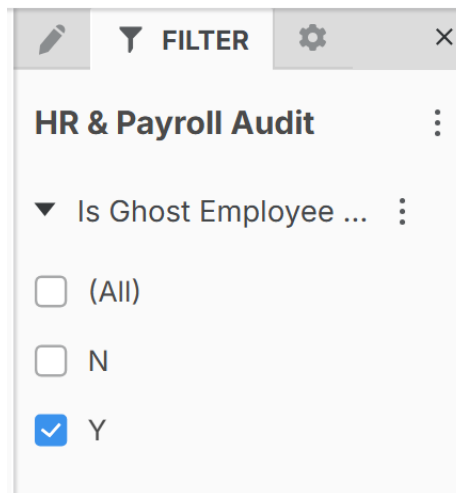 FILTER
HR & Payroll Audit
Is Ghost Employee ...
(All)
N
Y